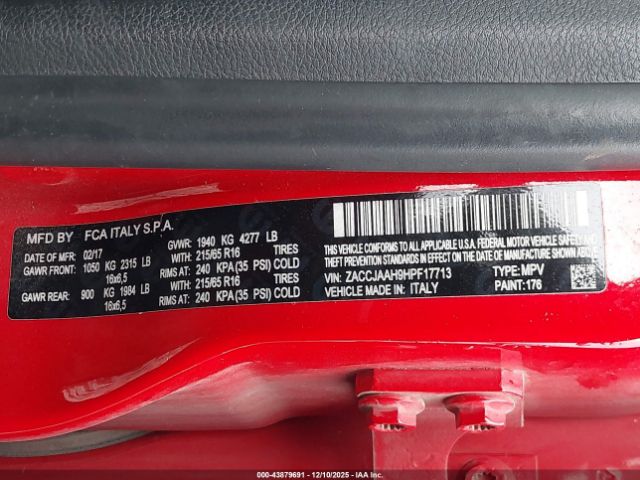 MFD BY FCA ITALY S.P.A.
DATE OF MFR: 02/17 GVWR: 1940 KG 4277 LB
GAWR FRONT: 1050 KG 2315 LB WITH: 215/65 R16 TIRES
16x6,5 RIMS AT: 240 KPA (35 PSI) COLD
GAWR REAR: 900 KG 1984 LB WITH: 215/65 R16 TIRES
16x6,5 RIMS AT: 240 KPA (35 PSI) COLD
THIS VEHICLE CONFORMS TO ALL APPLICABLE U.S.A. FEDERAL MOTOR VEHICLE SAFETY,
BUMPER, AND THEFT PREVENTION STANDARDS IN EFFECT ON THE DATE OF MANUFACTURE SHOWN ABOVE.
VIN: ZACCJAAH9HPF17713 TYPE: MPV
VEHICLE MADE IN: ITALY PAINT: 176
00-43879691 - 12/10/2025 - IAAI.COM